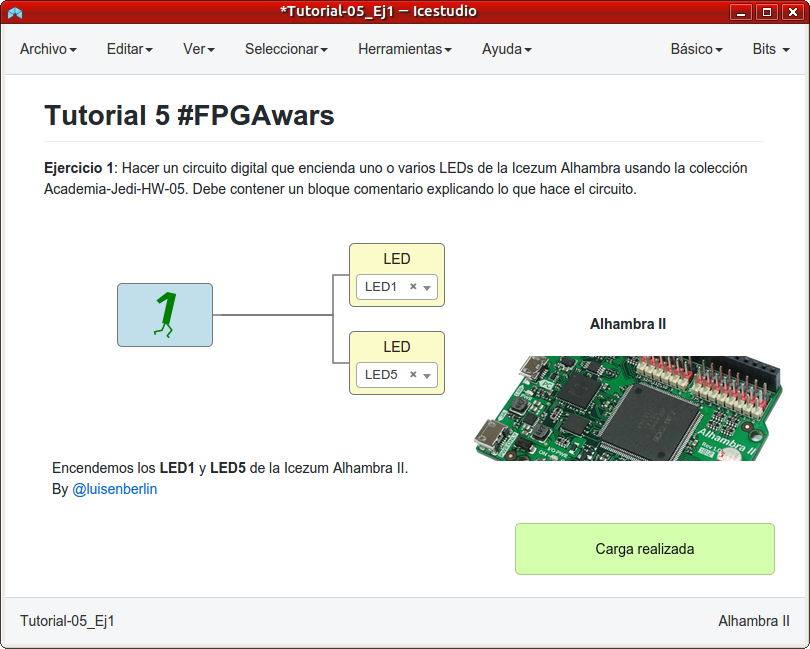 *Tutorial-05_Ej1 – Icestudio
Archivo Editar Ver Seleccionar Herramientas Ayuda Básico Bits
Tutorial 5 #FPGAwars
Ejercicio 1: Hacer un circuito digital que encienda uno o varios LEDs de la Icezum Alhambra usando la colección
Academia-Jedi-HW-05. Debe contener un bloque comentario explicando lo que hace el circuito.
LED
LED1
1
LED
LED5
Alhambra II
Alhambra II
Encendemos los LED1 y LED5 de la Icezum Alhambra II.
By @luisenberlin
Carga realizada
Tutorial-05_Ej1 Alhambra II